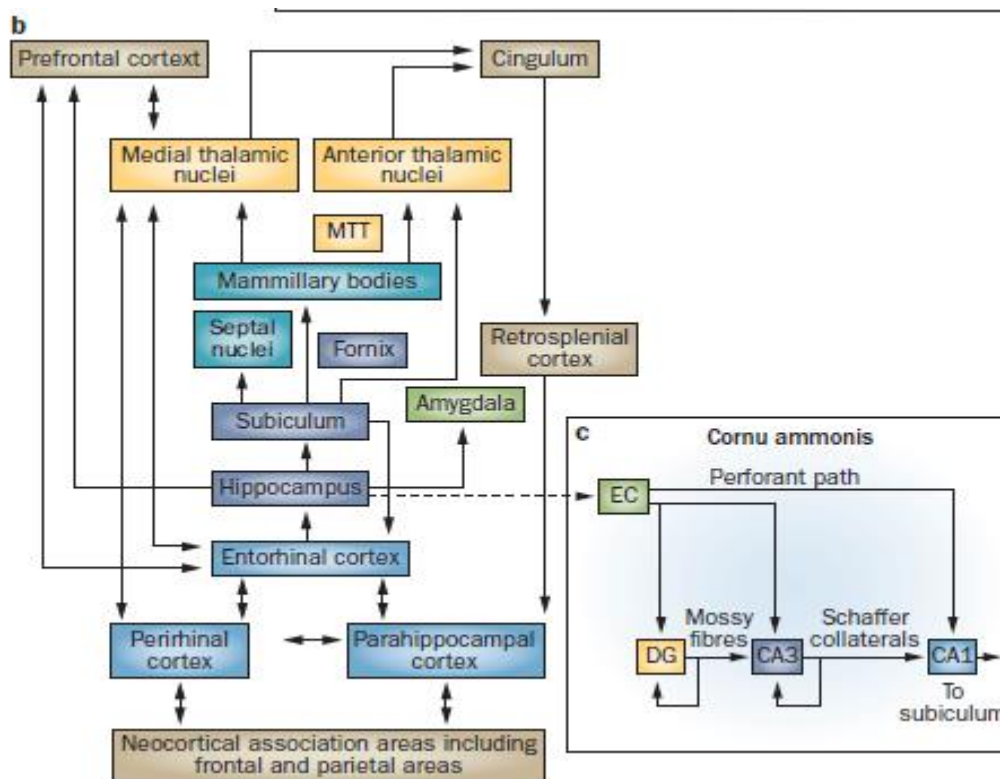 b
Prefrontal cortext
Cingulum
Medial thalamic
nuclei
Anterior thalamic
nuclei
MTT
Mammillary bodies
Septal
nuclei
Fornix
Retrosplenial
cortex
Amygdala
Subiculum
Hippocampus
Entorhinal cortex
Perirhinal
cortex
Parahippocampal
cortex
Neocortical association areas including
frontal and parietal areas
c
Cornu ammonis
Perforant path
EC
Mossy
fibres
Schaffer
collaterals
DG
CA3
CA1
To
subiculum